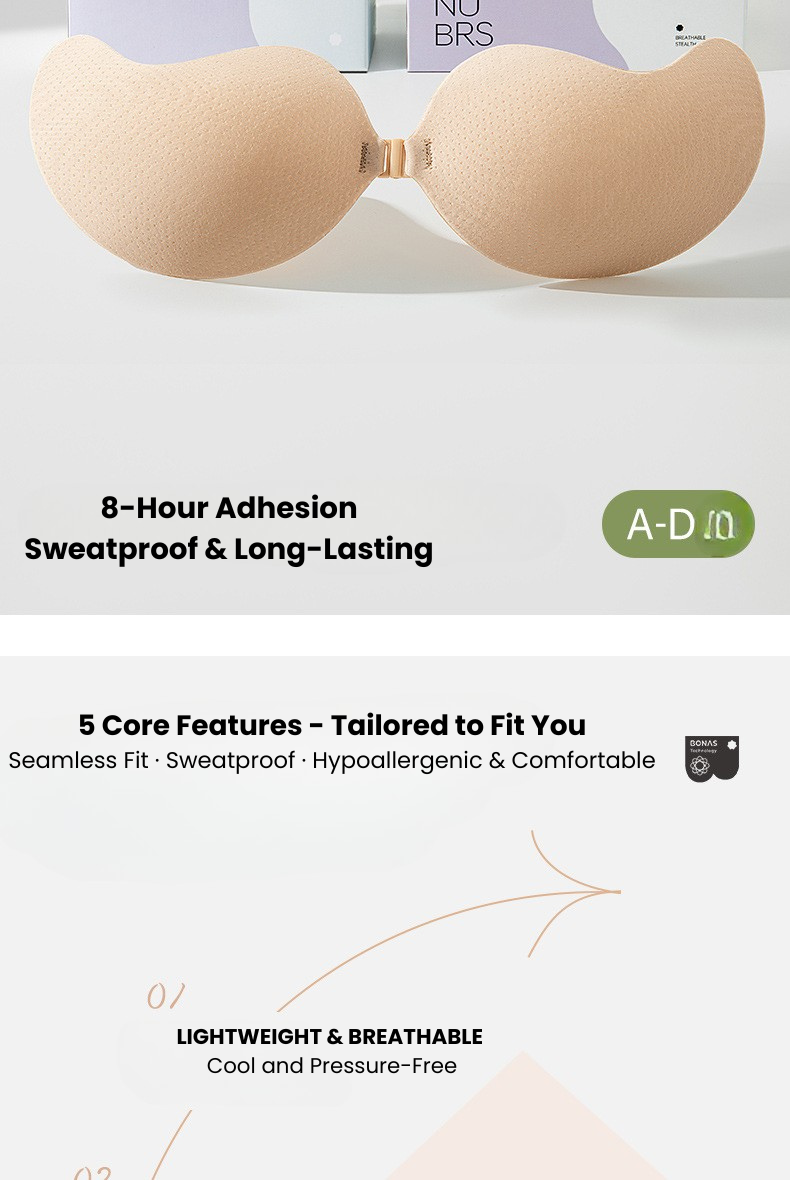 NU
BRS
BREATHABLE
STEALTH
8-Hour Adhesion
Sweatproof & Long-Lasting
A-D
5 Core Features - Tailored to Fit You
Seamless Fit · Sweatproof · Hypoallergenic & Comfortable
BONAS
Technology
01
LIGHTWEIGHT & BREATHABLE
Cool and Pressure-Free
02